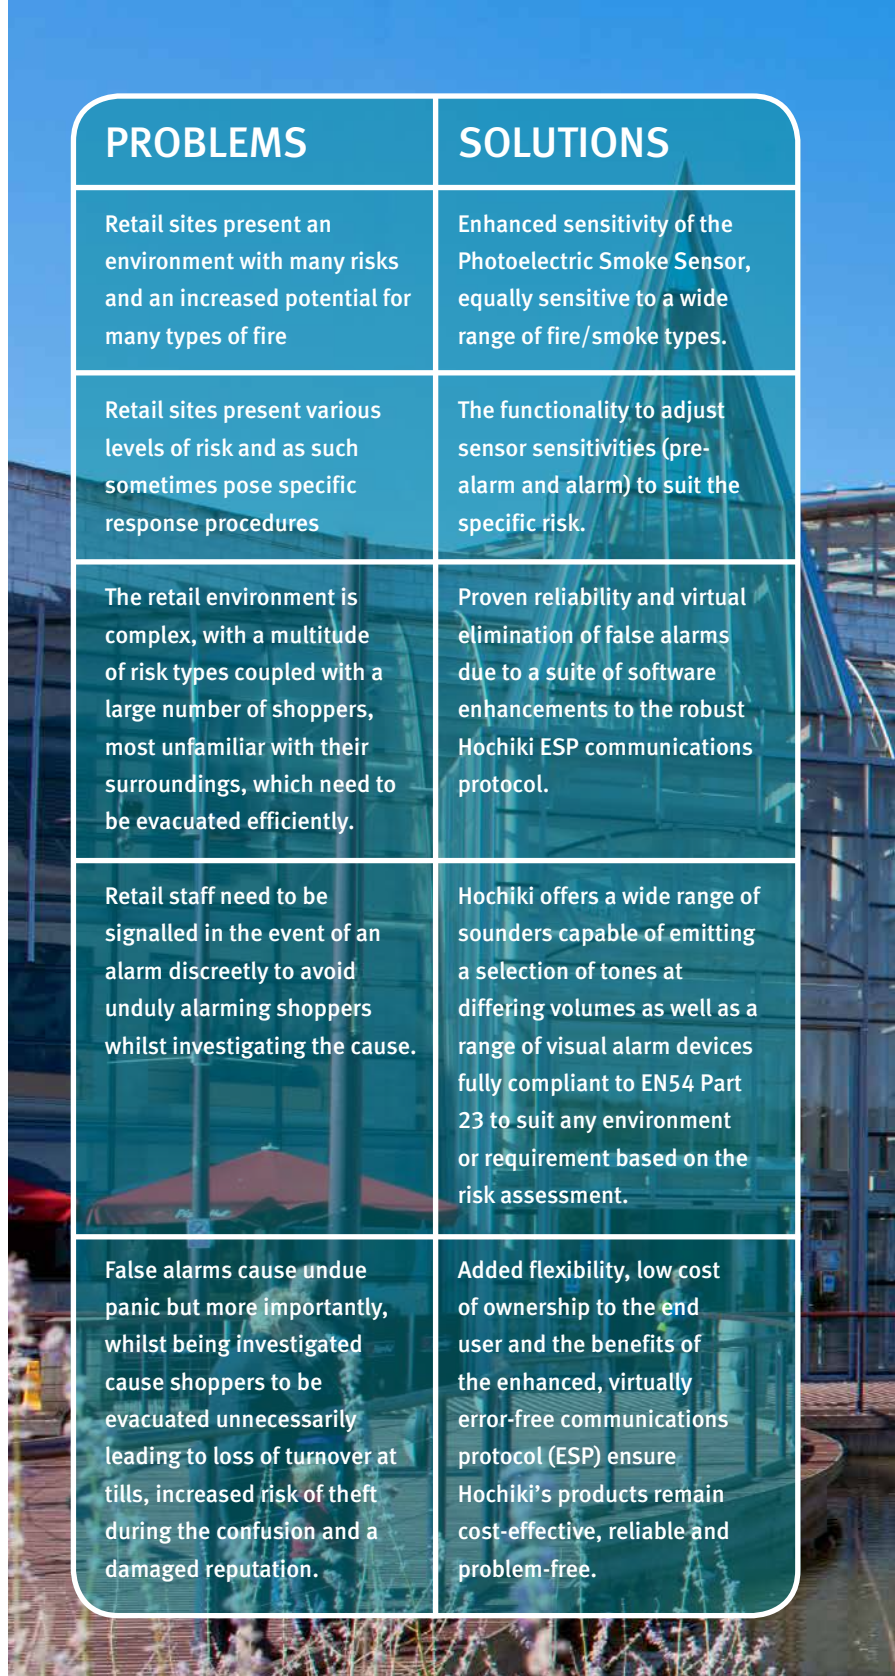 PROBLEMS
SOLUTIONS
Retail sites present an
environment with many risks
and an increased potential for
many types of fire
Enhanced sensitivity of the
Photoelectric Smoke Sensor,
equally sensitive to a wide
range of fire/smoke types.
Retail sites present various
levels of risk and as such
sometimes pose specific
response procedures
The functionality to adjust
sensor sensitivities (pre-
alarm and alarm) to suit the
specific risk.
The retail environment is
complex, with a multitude
of risk types coupled with a
large number of shoppers,
most unfamiliar with their
surroundings, which need to
be evacuated efficiently.
Proven reliability and virtual
elimination of false alarms
due to a suite of software
enhancements to the robust
Hochiki ESP communications
protocol.
Retail staff need to be
signalled in the event of an
alarm discreetly to avoid
unduly alarming shoppers
whilst investigating the cause.
Hochiki offers a wide range of
sounders capable of emitting
a selection of tones at
differing volumes as well as a
range of visual alarm devices
fully compliant to EN54 Part
23 to suit any environment
or requirement based on the
risk assessment.
False alarms cause undue
panic but more importantly,
whilst being investigated
cause shoppers to be
evacuated unnecessarily
leading to loss of turnover at
tills, increased risk of theft
during the confusion and a
damaged reputation.
Added flexibility, low cost
of ownership to the end
user and the benefits of
the enhanced, virtually
error-free communications
protocol (ESP) ensure
Hochiki’s products remain
cost-effective, reliable and
problem-free.